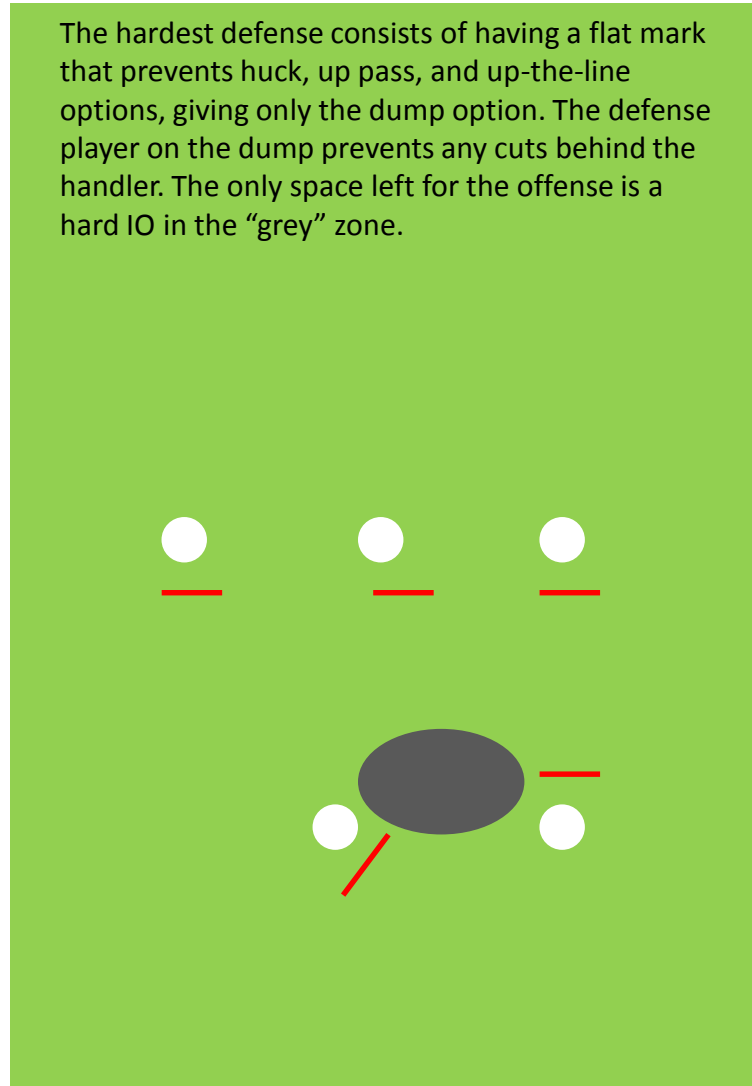 The hardest defense consists of having a flat mark
that prevents huck, up pass, and up-the-line
options, giving only the dump option. The defense
player on the dump prevents any cuts behind the
handler. The only space left for the offense is a
hard IO in the “grey” zone.